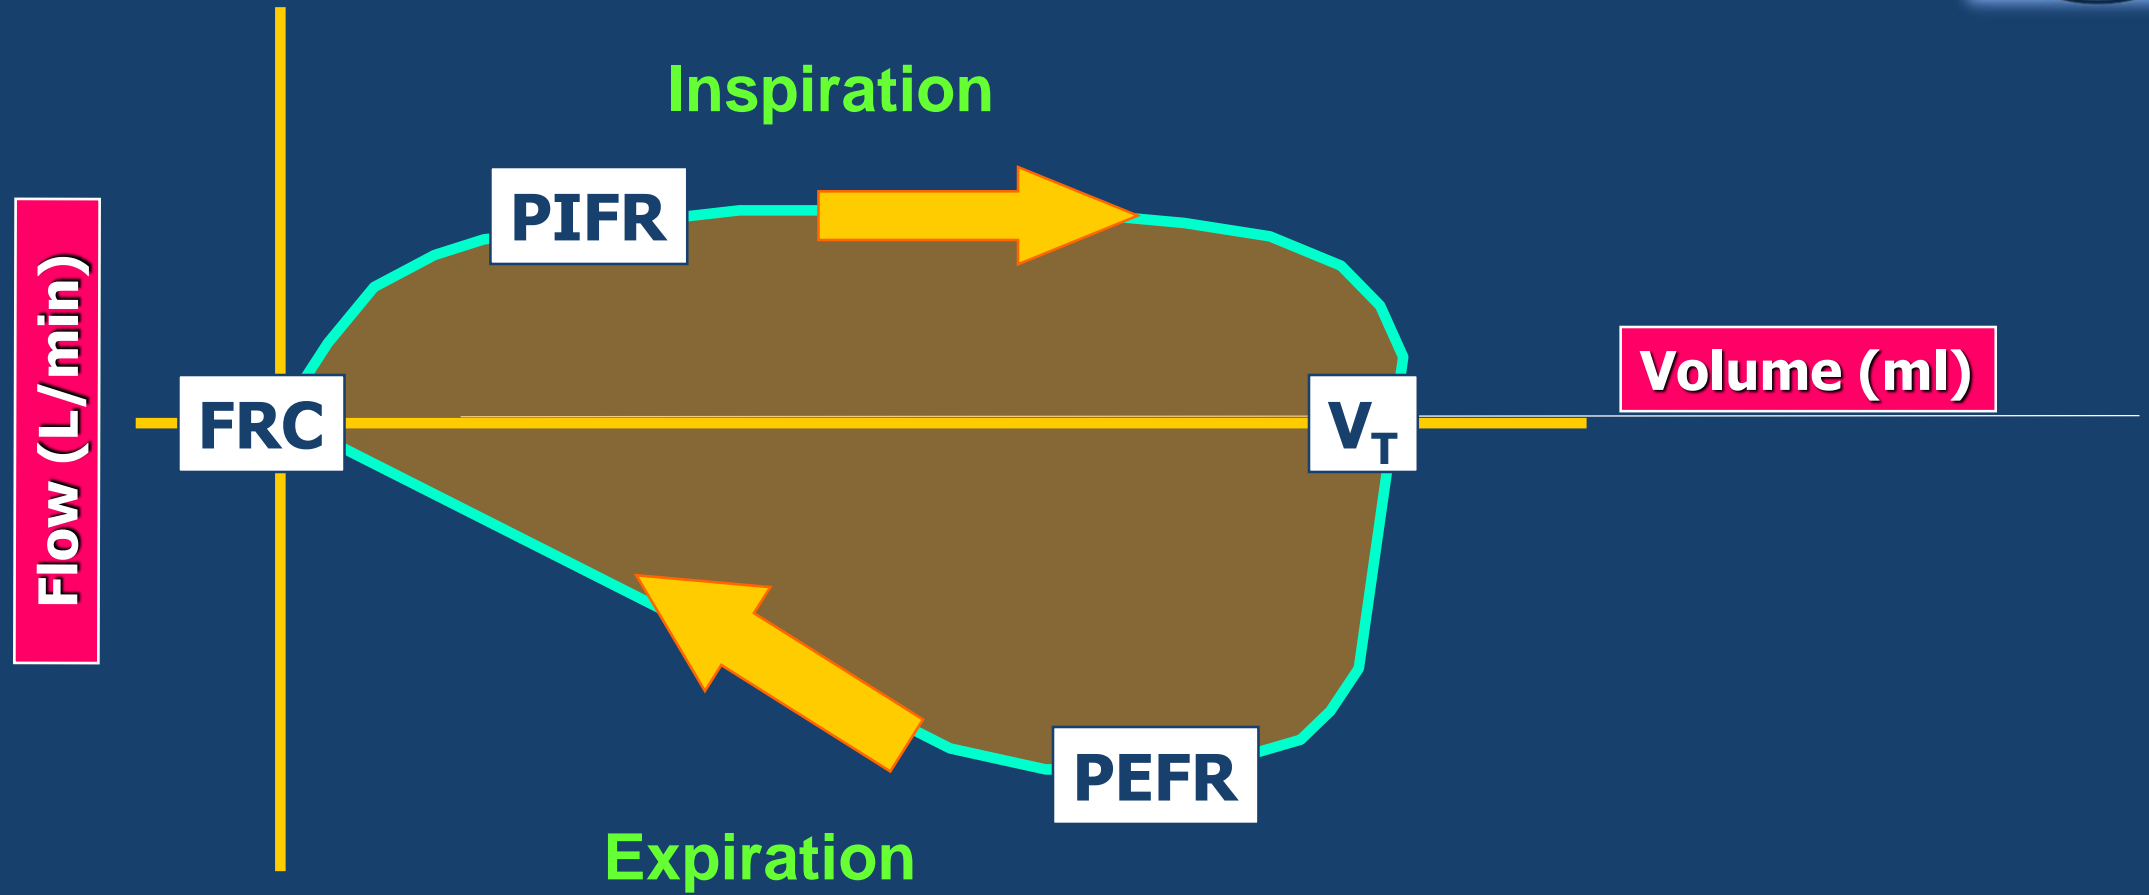 Inspiration
PIFR
Flow (L/min)
Volume (ml)
FRC
VT
PEFR
Expiration